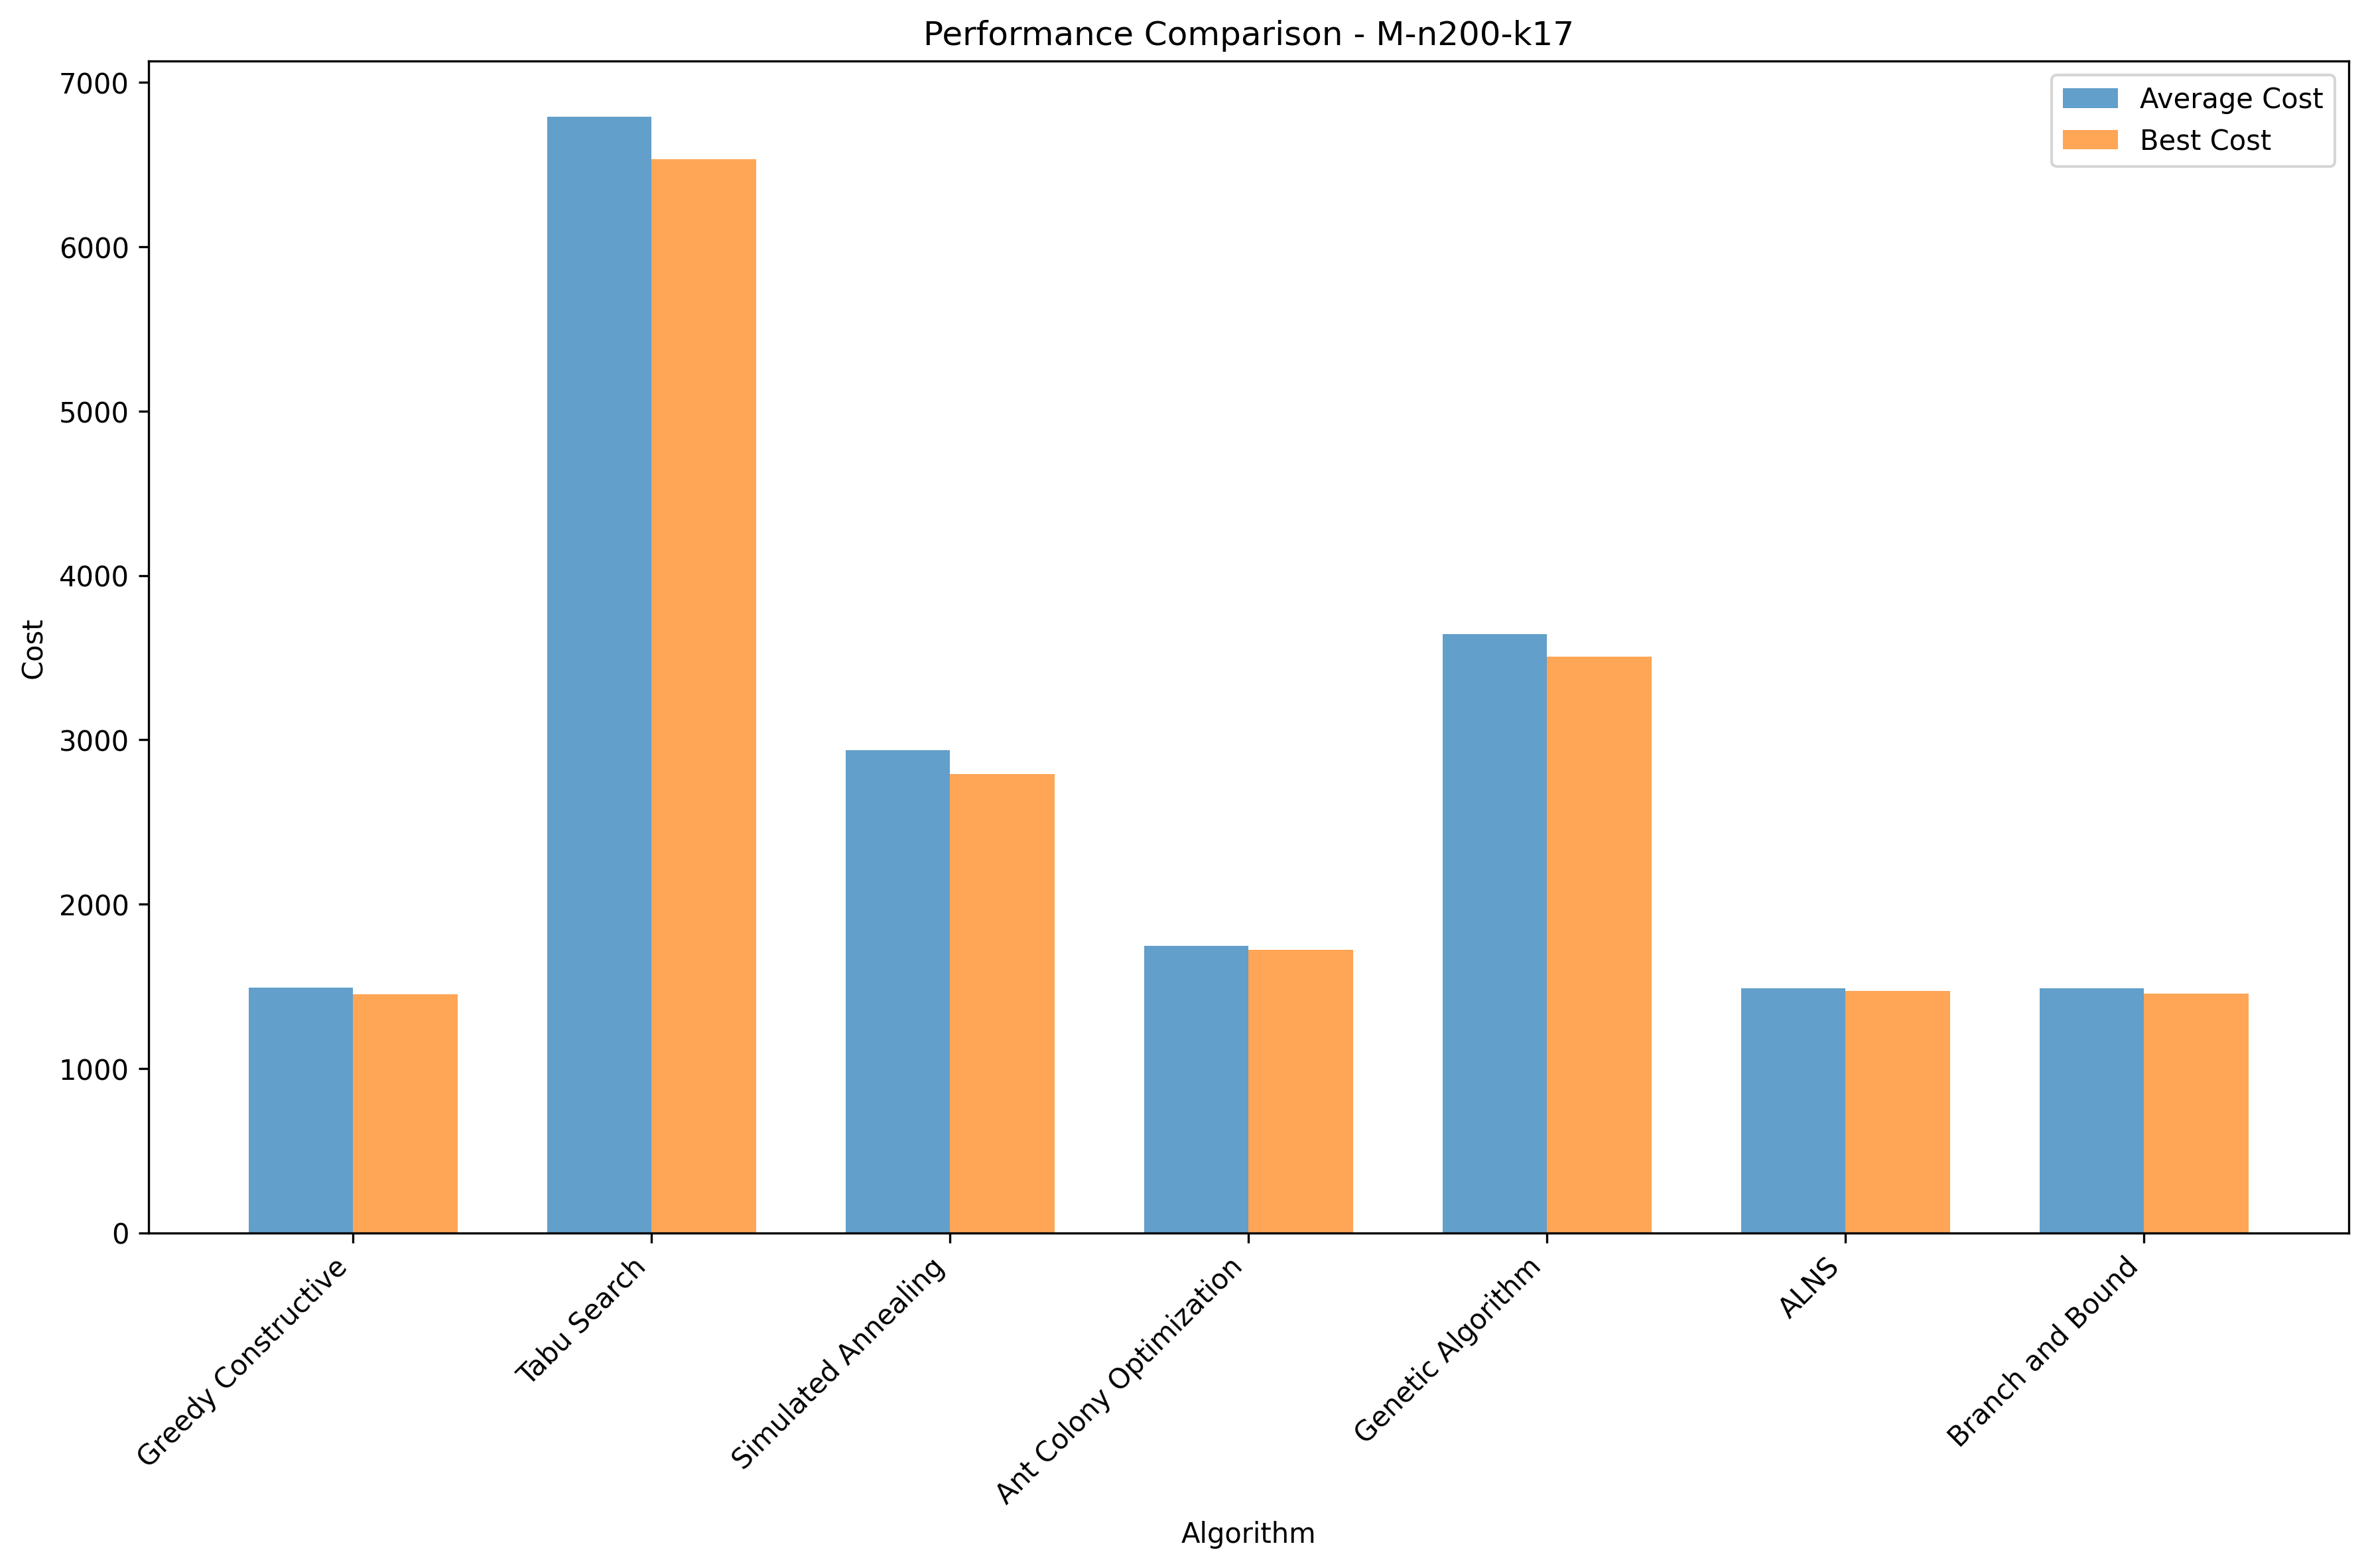 Performance Comparison - M-n200-k17
Average Cost
Best Cost
Cost
7000
6000
5000
4000
3000
2000
1000
0
Greedy Constructive
Tabu Search
Simulated Annealing
Ant Colony Optimization
Genetic Algorithm
ALNS
Branch and Bound
Algorithm